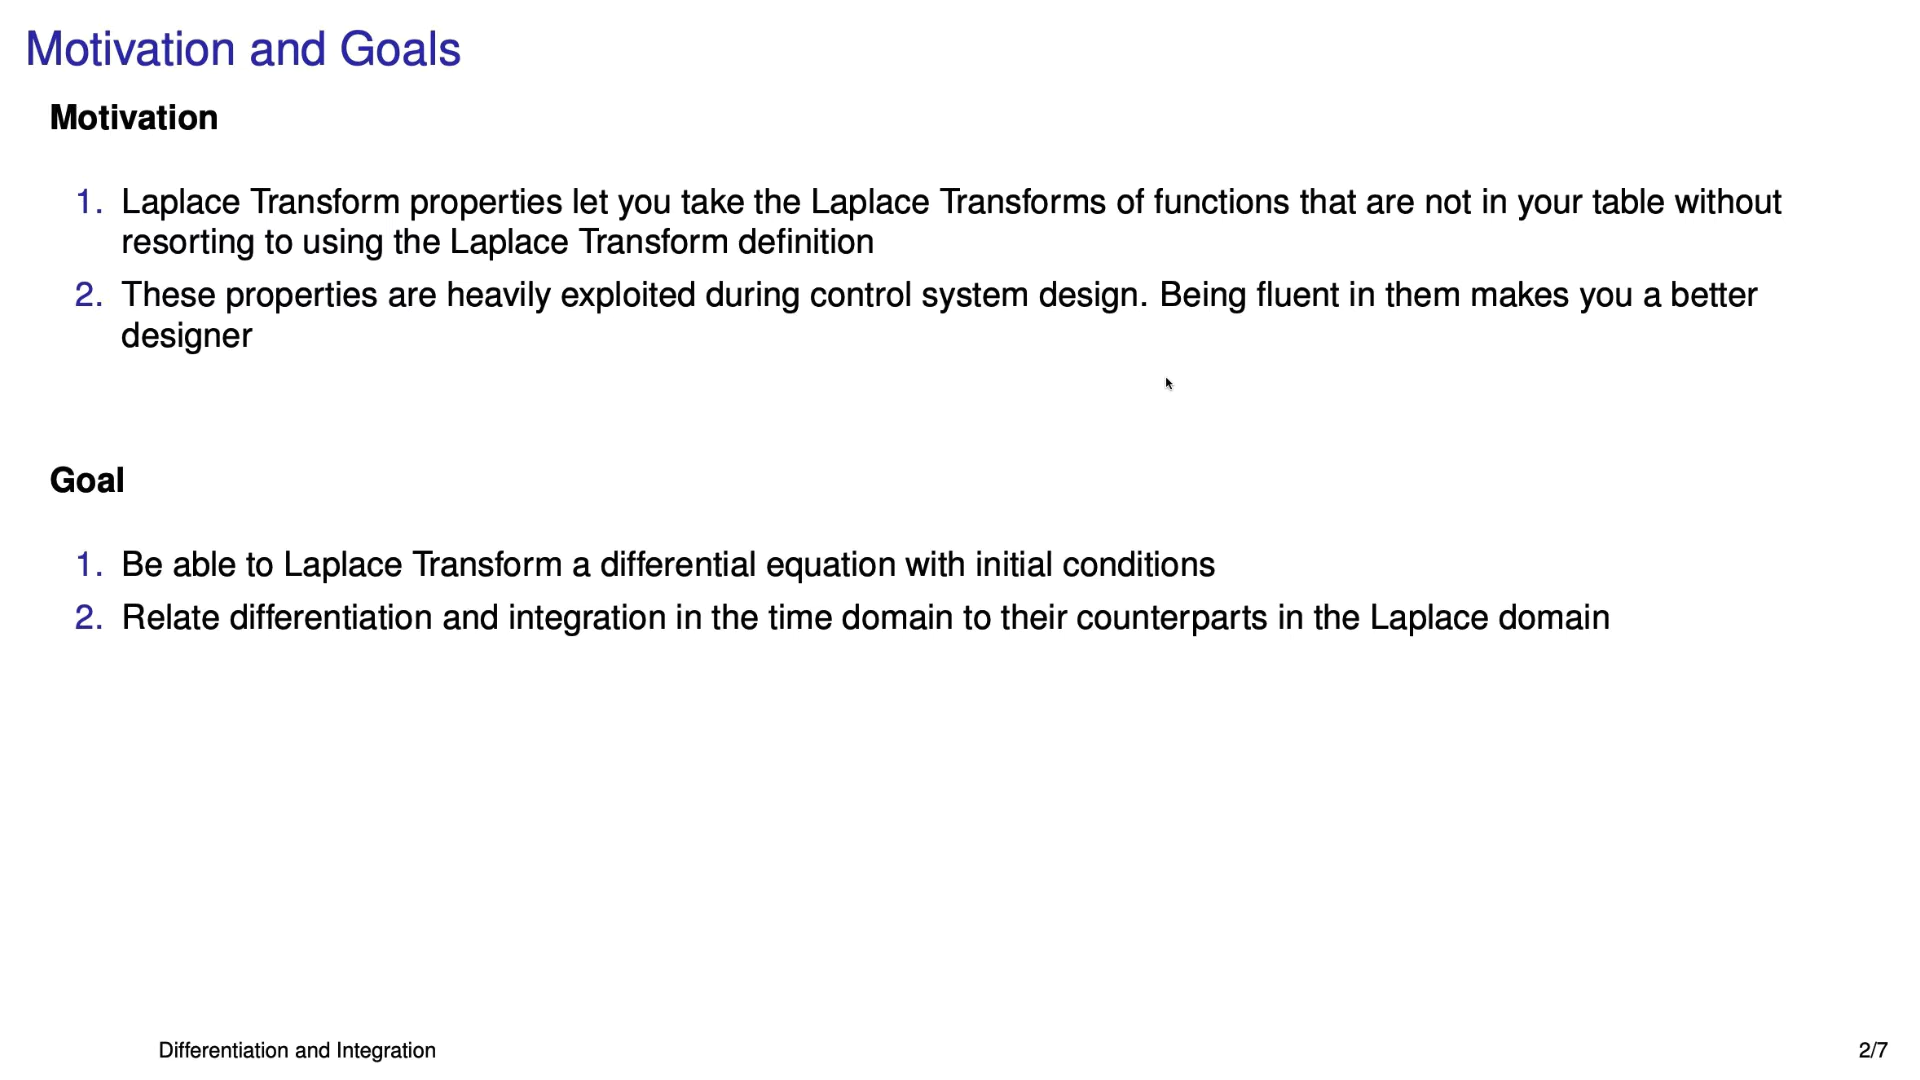 Motivation and Goals
Motivation
1. Laplace Transform properties let you take the Laplace Transforms of functions that are not in your table without
resorting to using the Laplace Transform definition
2. These properties are heavily exploited during control system design. Being fluent in them makes you a better
designer
Goal
1. Be able to Laplace Transform a differential equation with initial conditions
2. Relate differentiation and integration in the time domain to their counterparts in the Laplace domain
Differentiation and Integration
2/7